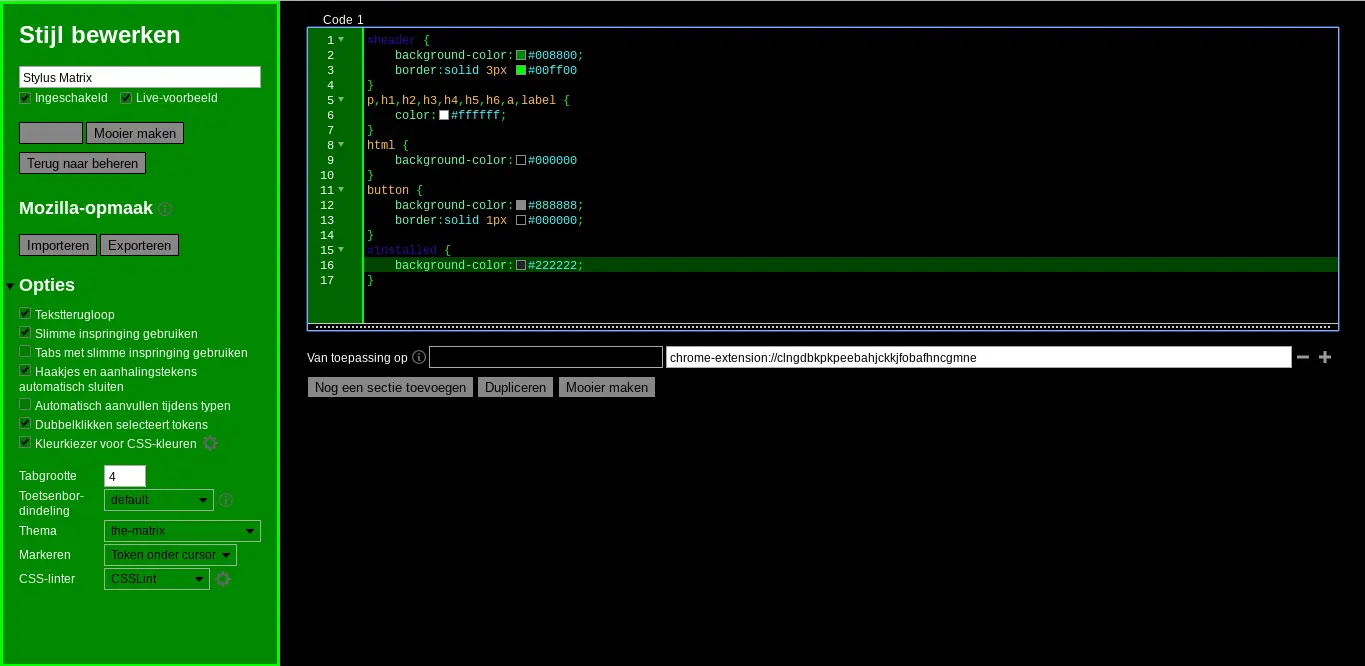 Stijl bewerken
Stylus Matrix
Ingeschakeld Live-voorbeeld
Mooier maken
Terug naar beheren
Mozilla-opmaak
Importeren Exporteren
Opties
Tekstterugloop
Slimme inspringing gebruiken
Tabs met slimme inspringing gebruiken
Haakjes en aanhalingstekens
automatisch sluiten
Automatisch aanvullen tijdens typen
Dubbelklikken selecteert tokens
Kleurkiezer voor CSS-kleuren
Tabgrootte 4
Toetsenbor-
dindeling default
Thema the-matrix
Markeren Token onder cursor
CSS-linter CSSLint
Code 1
1 #header {
2 background-color:#008800;
3 border:solid 3px #00ff00
4 }
5 p,h1,h2,h3,h4,h5,h6,a,label {
6 color:#ffffff;
7 }
8 html {
9 background-color:#000000
10 }
11 button {
12 background-color:#888888;
13 border:solid 1px #000000;
14 }
15 #installed {
16 background-color:#222222;
17 }
Van toepassing op chrome-extension://clngdbkpkpeebahjckkjfobafhncgmne
Nog een sectie toevoegen Dupliceren Mooier maken